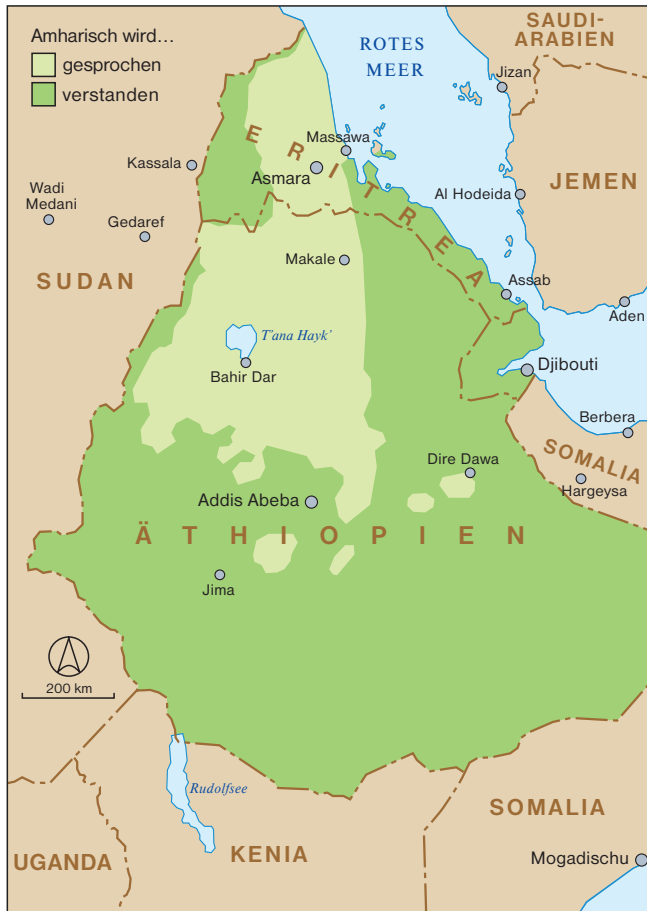 Amharisch wird...
gesprochen
verstanden
ROTES
MEER
SAUDI-
ARABIEN
Jizan
Massawa
Kassala
Asmara
ERITREA
Wadi
Medani
Gedaref
Al Hodeida
JEMEN
Makale
SUDAN
Assab
Aden
T'ana Hayk'
Bahir Dar
Djibouti
Berbera
Dire Dawa
SOMALIA
Hargeysa
Addis Abeba
ÄTHIOPIEN
Jima
200 km
Rudolfsee
SOMALIA
UGANDA
KENIA
Mogadischu